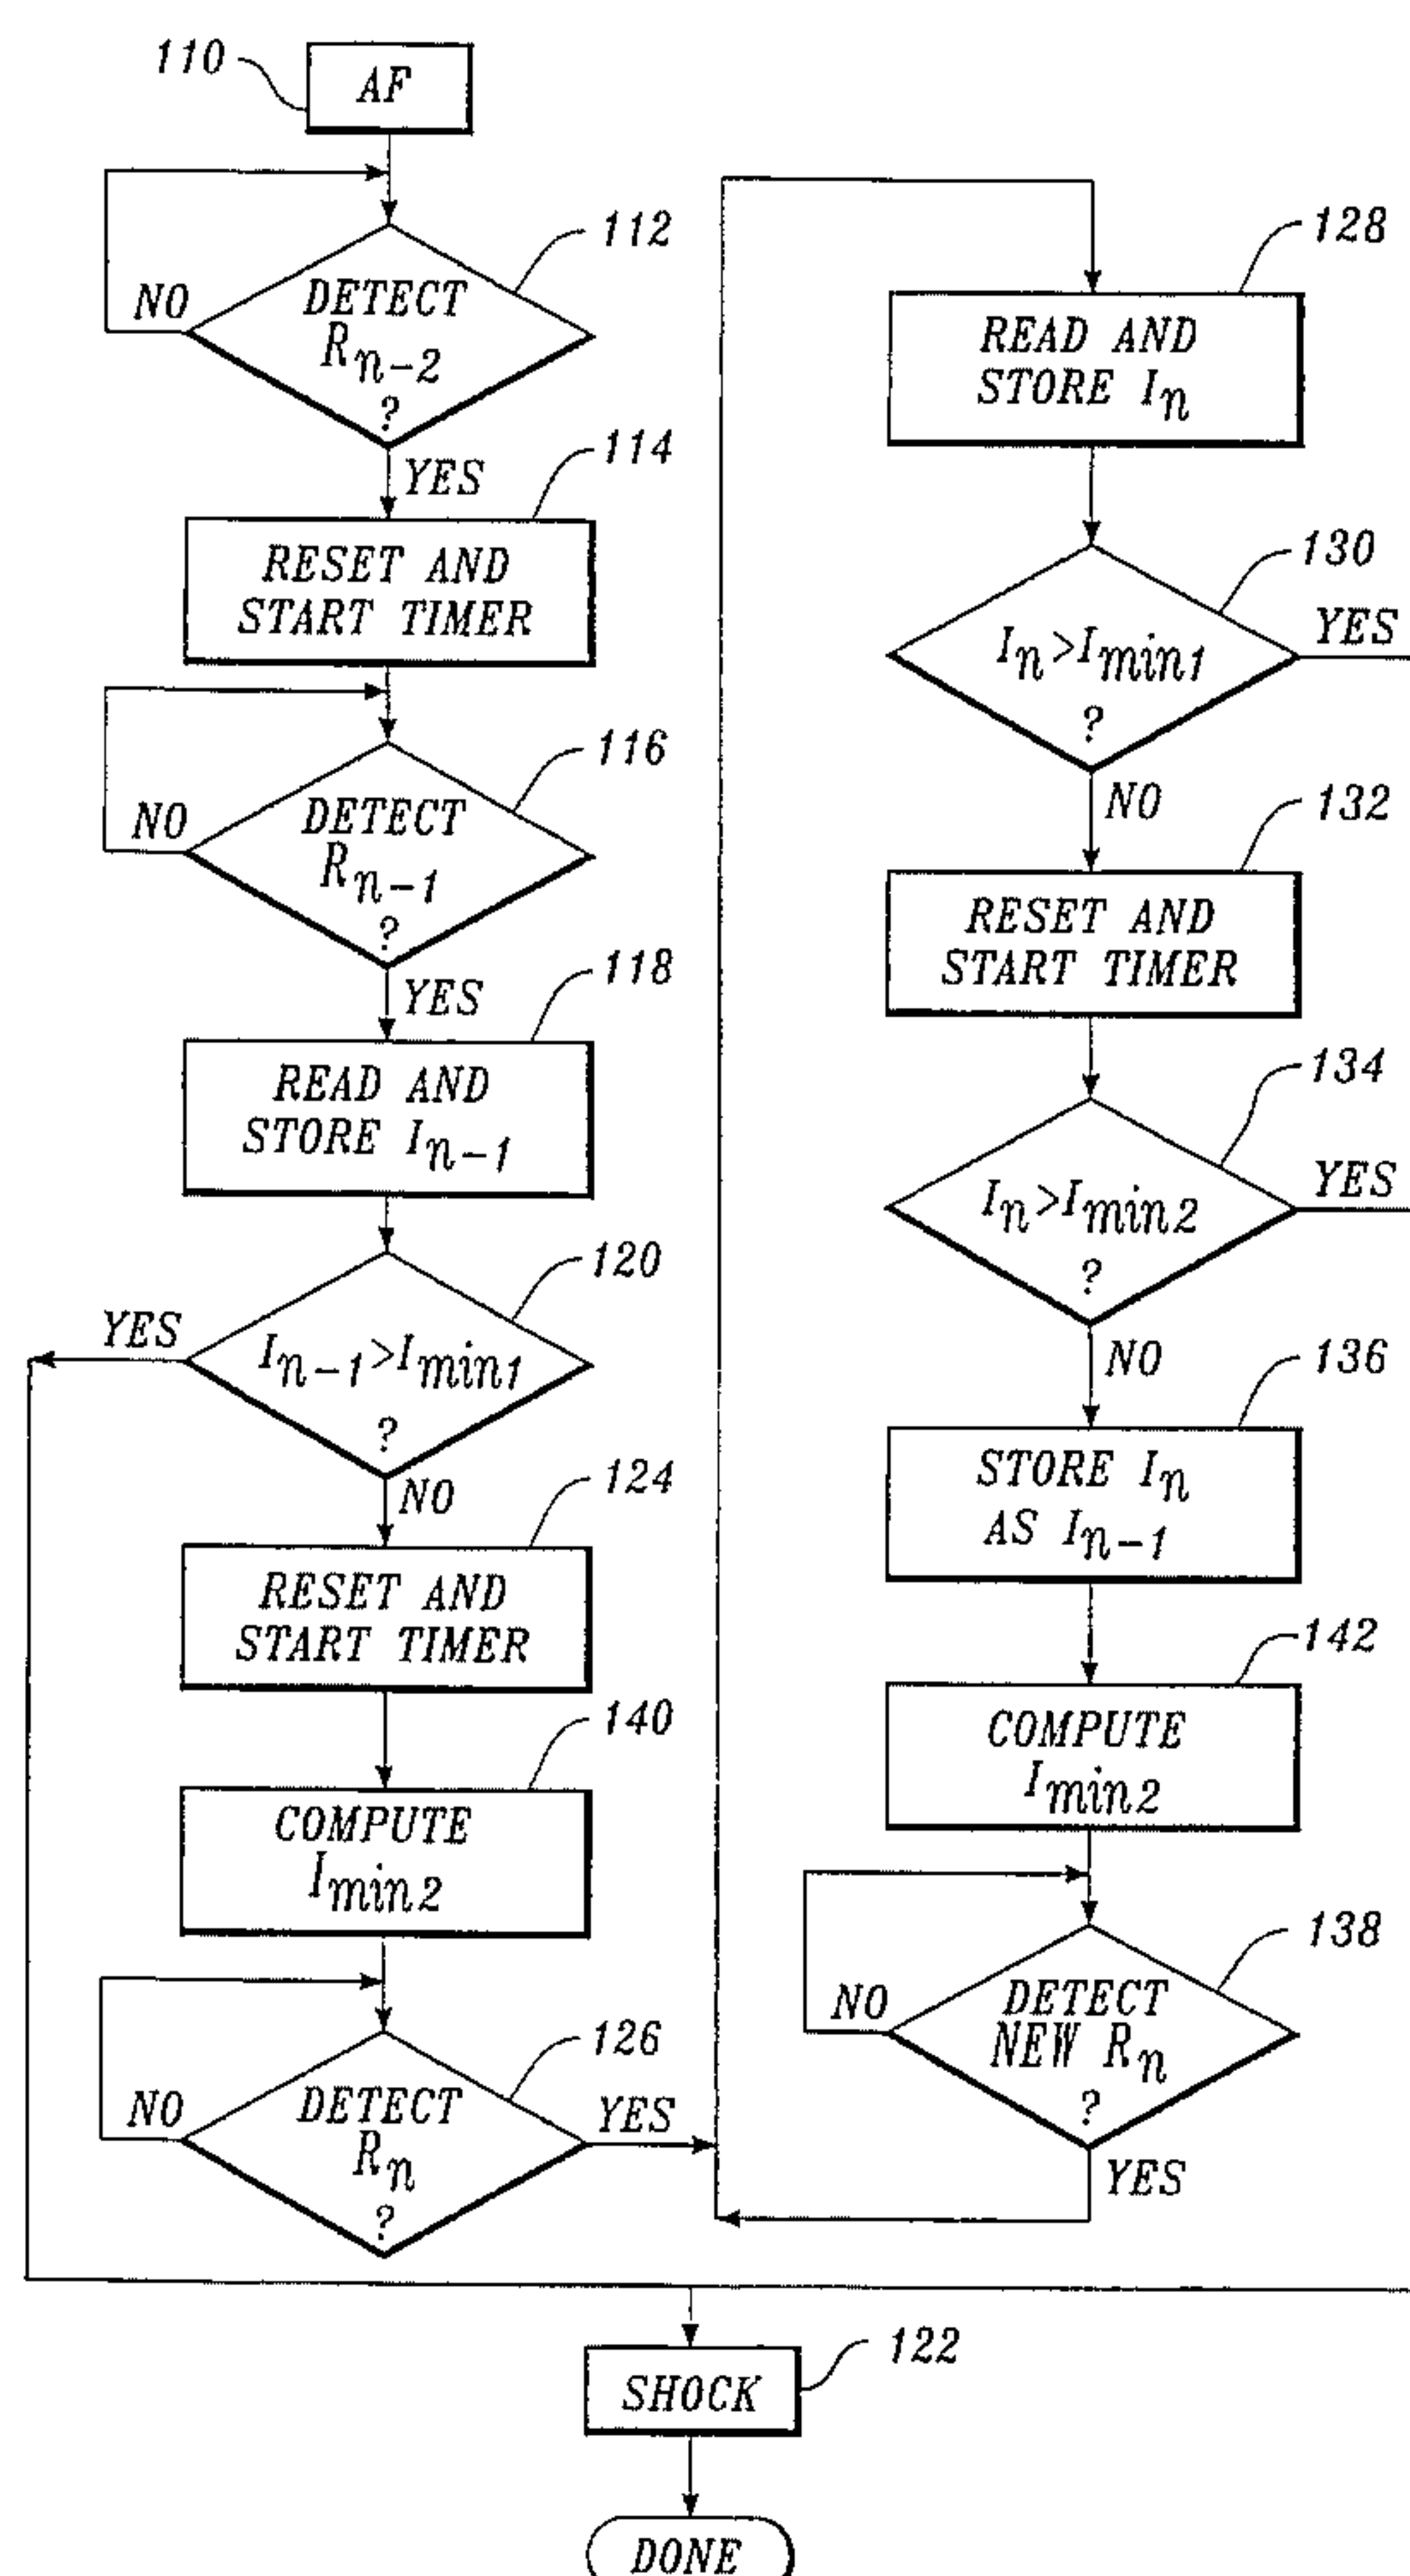 110
AF
112
DETECT
Rn-2
?
NO
YES
114
RESET AND
START TIMER
116
DETECT
Rn-1
?
NO
YES
118
READ AND
STORE In-1
120
In-1>Imin1
?
YES
NO
124
RESET AND
START TIMER
140
COMPUTE
Imin2
126
DETECT
Rn
?
NO
YES
128
READ AND
STORE In
130
In>Imin1
?
YES
NO
132
RESET AND
START TIMER
134
In>Imin2
?
YES
NO
136
STORE In
AS In-1
142
COMPUTE
Imin2
138
DETECT
NEW Rn
?
NO
YES
122
SHOCK
DONE